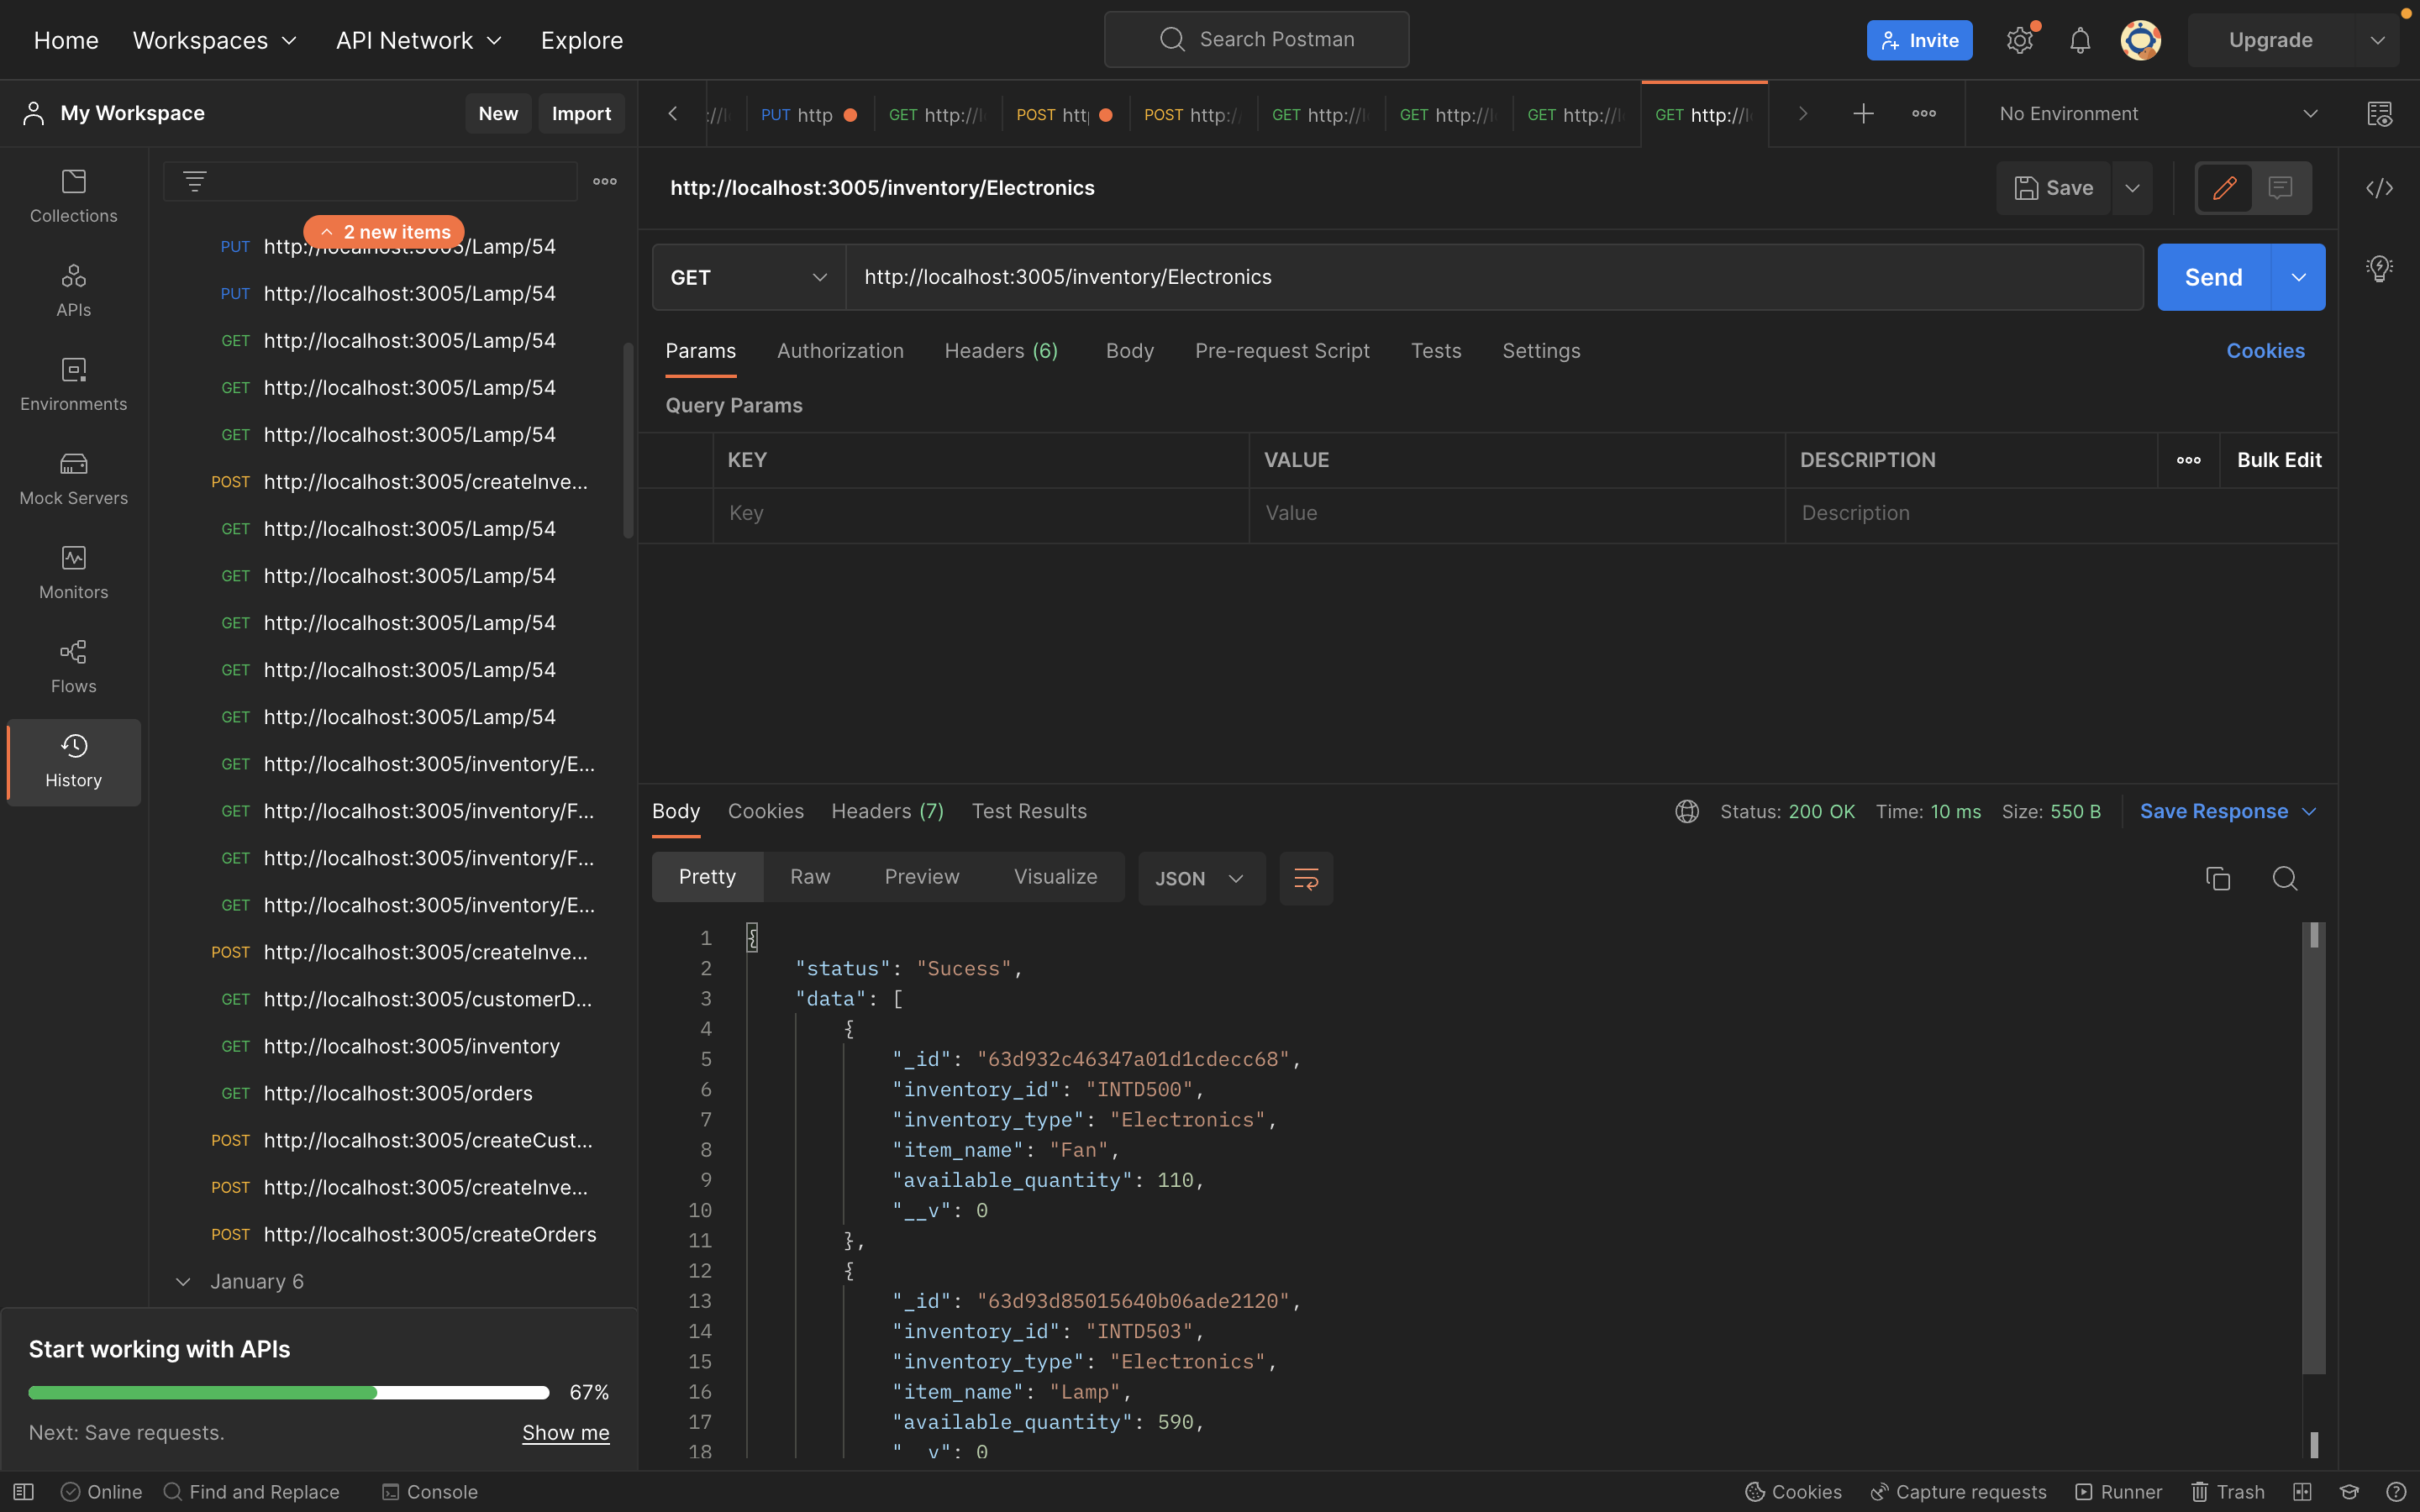 Home Workspaces API Network Explore Search Postman Invite Upgrade
My Workspace New Import
PUT http GET http://l POST htt POST http:/ GET http://l GET http://l GET http://l GET http://l No Environment
Collections
APIs
Environments
Mock Servers
Monitors
Flows
History
2 new items
PUT http://localhost:3005/Lamp/54
PUT http://localhost:3005/Lamp/54
GET http://localhost:3005/Lamp/54
GET http://localhost:3005/Lamp/54
GET http://localhost:3005/Lamp/54
POST http://localhost:3005/createInve...
GET http://localhost:3005/Lamp/54
GET http://localhost:3005/Lamp/54
GET http://localhost:3005/Lamp/54
GET http://localhost:3005/Lamp/54
GET http://localhost:3005/Lamp/54
GET http://localhost:3005/inventory/E...
GET http://localhost:3005/inventory/F...
GET http://localhost:3005/inventory/F...
GET http://localhost:3005/inventory/E...
POST http://localhost:3005/createInve...
GET http://localhost:3005/customerD...
GET http://localhost:3005/inventory
GET http://localhost:3005/orders
POST http://localhost:3005/createCust...
POST http://localhost:3005/createInve...
POST http://localhost:3005/createOrders
January 6
Start working with APIs
67%
Next: Save requests. Show me
http://localhost:3005/inventory/Electronics Save
GET http://localhost:3005/inventory/Electronics Send
Params Authorization Headers (6) Body Pre-request Script Tests Settings Cookies
Query Params
KEY VALUE DESCRIPTION Bulk Edit
Key Value Description
Body Cookies Headers (7) Test Results Status: 200 OK Time: 10 ms Size: 550 B Save Response
Pretty Raw Preview Visualize JSON
1 {
2 "status": "Sucess",
3 "data": [
4 {
5 "_id": "63d932c46347a01d1cdecc68",
6 "inventory_id": "INTD500",
7 "inventory_type": "Electronics",
8 "item_name": "Fan",
9 "available_quantity": 110,
10 "__v": 0
11 },
12 {
13 "_id": "63d93d85015640b06ade2120",
14 "inventory_id": "INTD503",
15 "inventory_type": "Electronics",
16 "item_name": "Lamp",
17 "available_quantity": 590,
18 "__v": 0
Online Find and Replace Console Cookies Capture requests Runner Trash